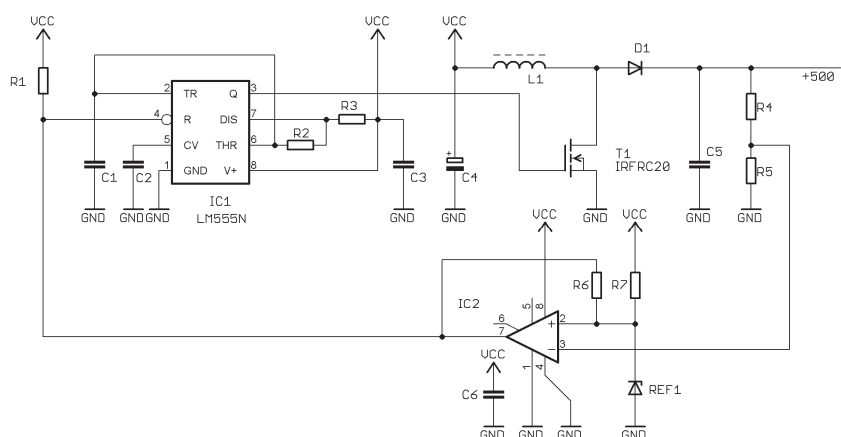 VCC
VCC
VCC
R1
D1
L1
+500
2 TR Q 3
4 R DIS 7
5 CV THR 6
1 GND V+ 8
R2
R3
R4
R5
C1
C2
C3
C4
+
C5
T1
IRFRC20
GND
GND
GND
GND
GND
GND
GND
GND
IC1
LM555N
VCC
VCC
R6
R7
IC2
5
8
6
7
+
2
-
3
1
4
VCC
C6
REF1
GND
GND
GND
GND